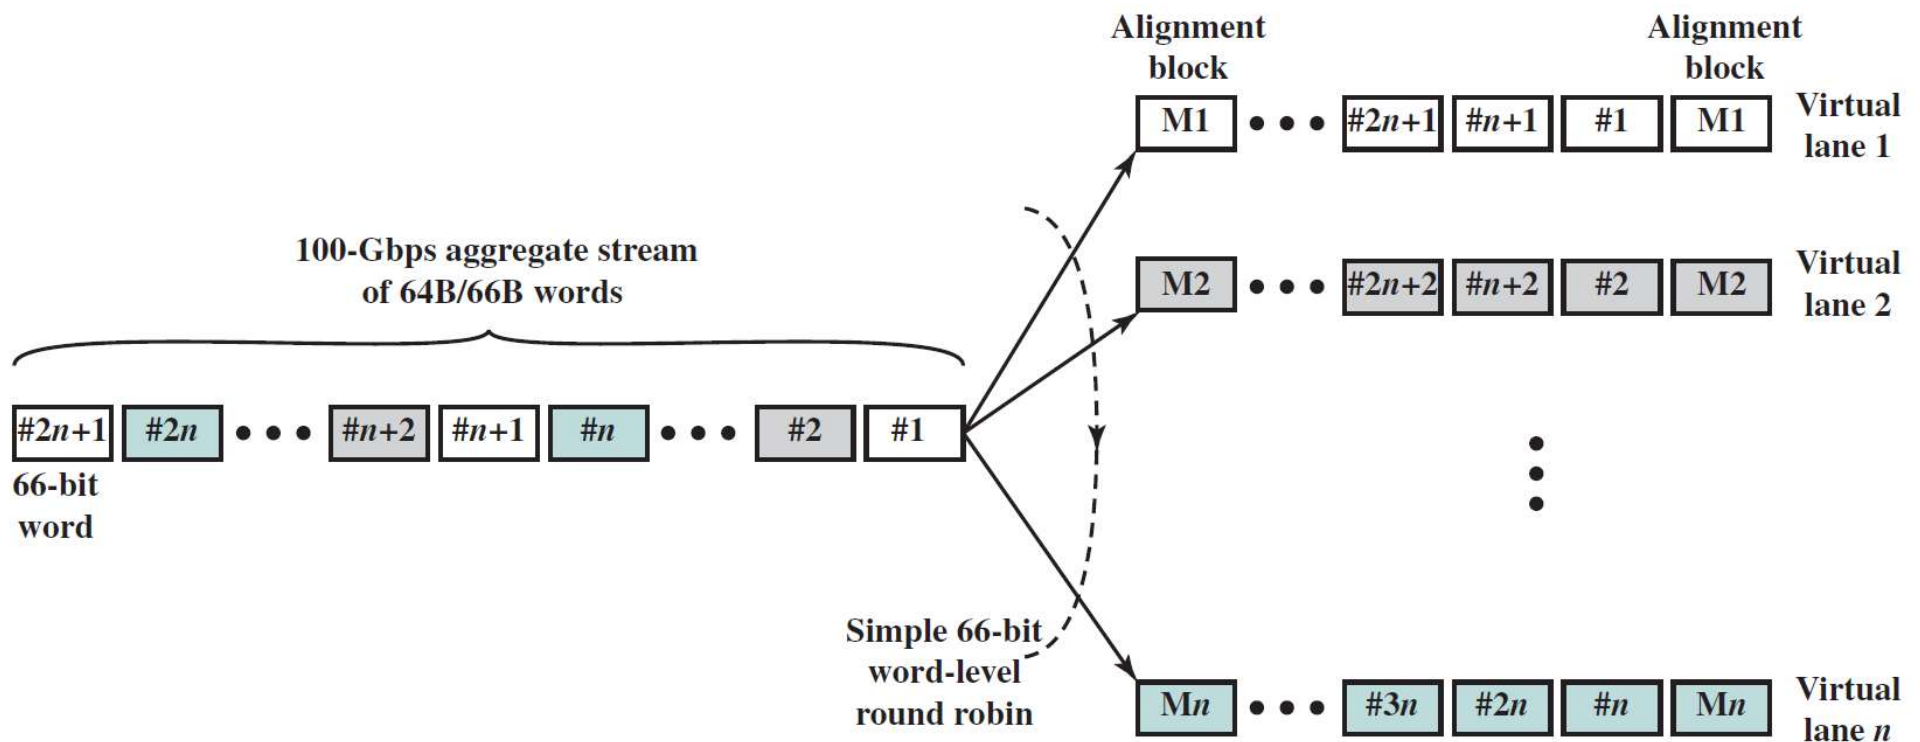 Alignment
block
Alignment
block
M1 #2n+1 #n+1 #1 M1
Virtual
lane 1
100-Gbps aggregate stream
of 64B/66B words
M2 #2n+2 #n+2 #2 M2
Virtual
lane 2
#2n+1 #2n #n+2 #n+1 #n #2 #1
66-bit
word
Simple 66-bit
word-level
round robin
Mn #3n #2n #n Mn
Virtual
lane n